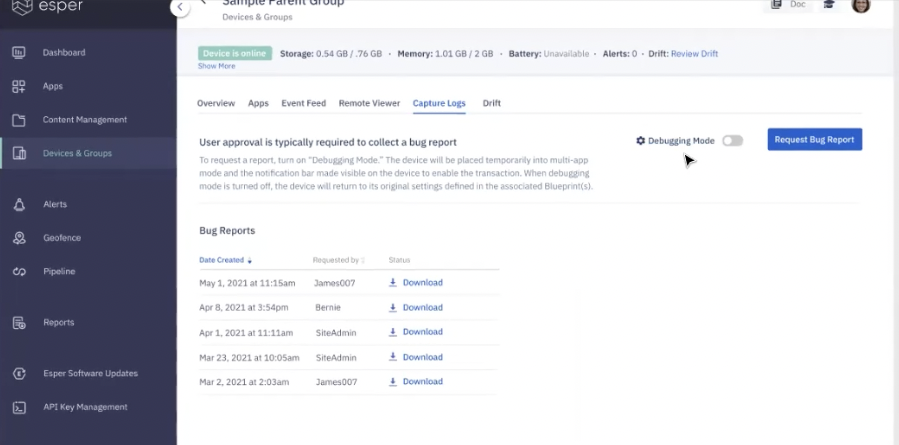 esper
Sample Parent Group
Devices & Groups
Doc
Device is online Storage: 0.54 GB / .76 GB • Memory: 1.01 GB / 2 GB • Battery: Unavailable • Alerts: 0 • Drift: Review Drift
Show More
Dashboard
Apps
Content Management
Devices & Groups
Alerts
Geofence
Pipeline
Reports
Esper Software Updates
API Key Management
Overview Apps Event Feed Remote Viewer Capture Logs Drift
User approval is typically required to collect a bug report
To request a report, turn on “Debugging Mode.” The device will be placed temporarily into multi-app
mode and the notification bar made visible on the device to enable the transaction. When debugging
mode is turned off, the device will return to its original settings defined in the associated Blueprint(s).
Debugging Mode
Request Bug Report
Bug Reports
Date Created Requested by Status
May 1, 2021 at 11:15am James007 Download
Apr 8, 2021 at 3:54pm Bernie Download
Apr 1, 2021 at 11:11am SiteAdmin Download
Mar 23, 2021 at 10:05am SiteAdmin Download
Mar 2, 2021 at 2:03am James007 Download